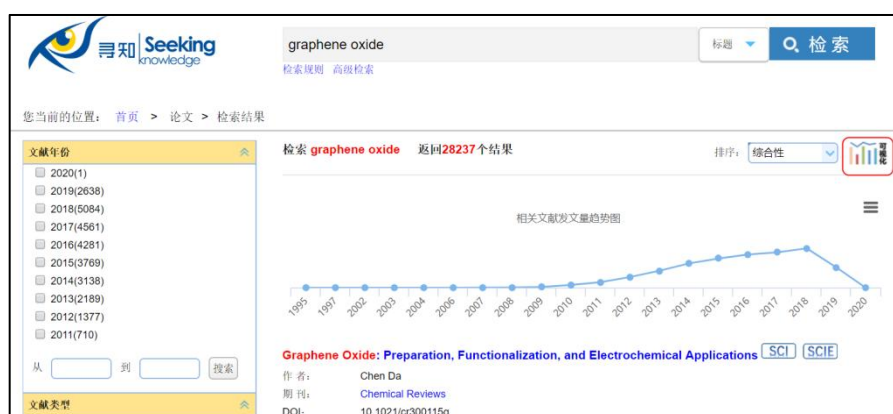 寻知 Seeking knowledge
graphene oxide 标题 检索
检索规则 高级检索
您当前的位置： 首页 > 论文 > 检索结果
文献年份
2020(1)
2019(2638)
2018(5084)
2017(4561)
2016(4281)
2015(3769)
2014(3138)
2013(2189)
2012(1377)
2011(710)
从 到 搜索
文献类型
检索 graphene oxide 返回28237个结果 排序： 综合性 可视化
相关文献发文量趋势图
1995 1997 2002 2003 2004 2006 2007 2008 2009 2010 2011 2012 2013 2014 2015 2016 2017 2018 2019 2020
Graphene Oxide: Preparation, Functionalization, and Electrochemical Applications SCI SCIE
作 者： Chen Da
期 刊： Chemical Reviews
DOI: 10.1021/cr300115g